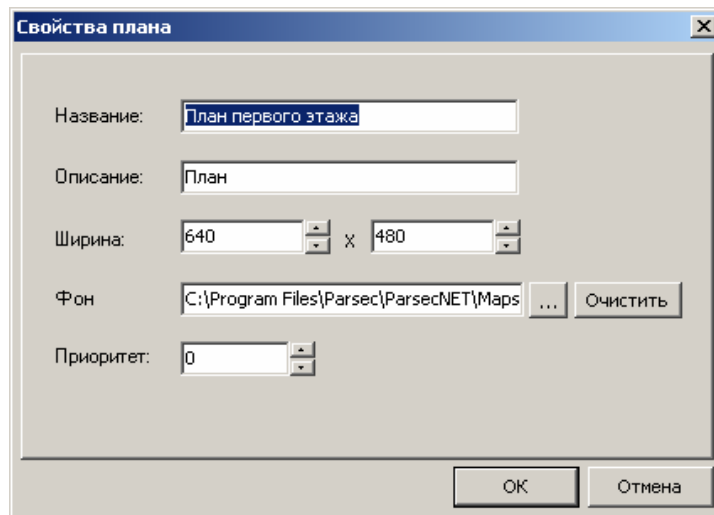 Свойства плана
Название: План первого этажа
Описание: План
Ширина: 640 x 480
Фон C:\Program Files\Parsec\ParsecNET\Maps ... Очистить
Приоритет: 0
ОК Отмена